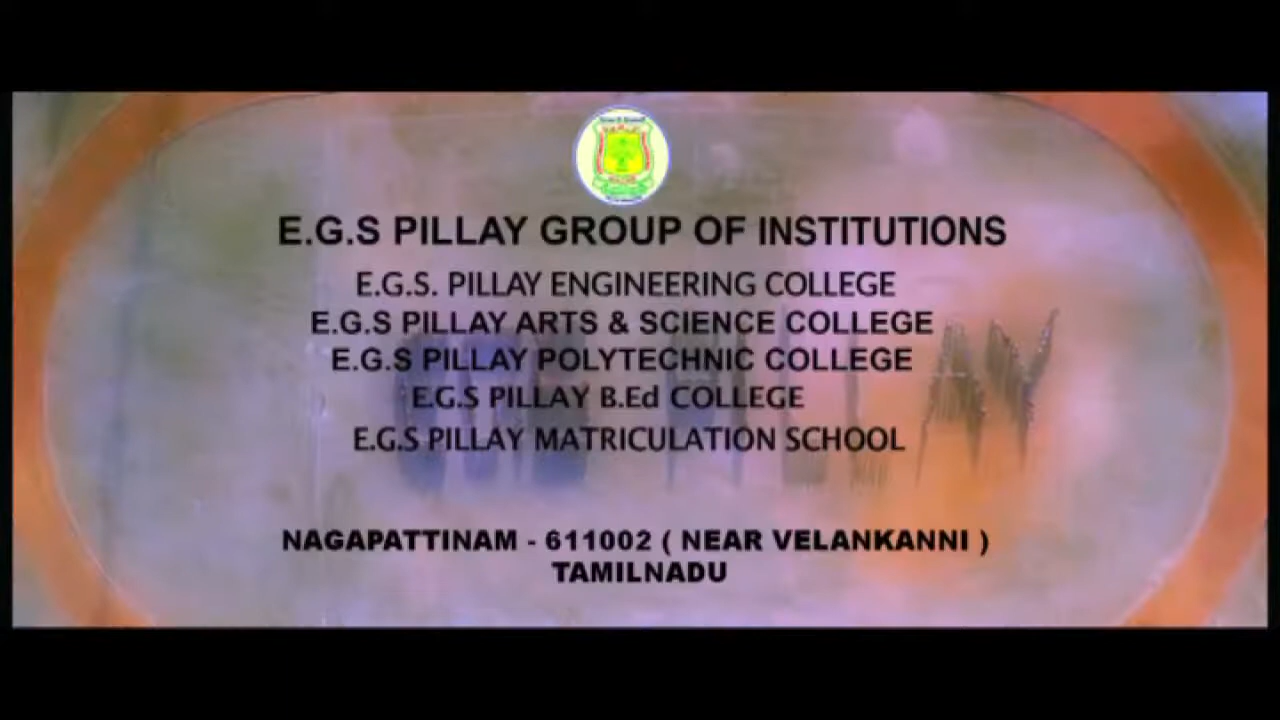 E.G.S PILLAY GROUP OF INSTITUTIONS
E.G.S. PILLAY ENGINEERING COLLEGE
E.G.S PILLAY ARTS & SCIENCE COLLEGE
E.G.S PILLAY POLYTECHNIC COLLEGE
E.G.S PILLAY B.Ed COLLEGE
E.G.S PILLAY MATRICULATION SCHOOL
NAGAPATTINAM - 611002 ( NEAR VELANKANNI )
TAMILNADU